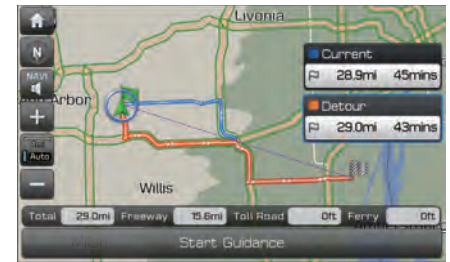 Livonia
N
NAVI
Arbor
Auto
Willis
Current
28.9mi 45mins
Detour
29.0mi 43mins
Total 29.0mi Freeway 15.6mi Toll Road 0ft Ferry 0ft
Start Guidance